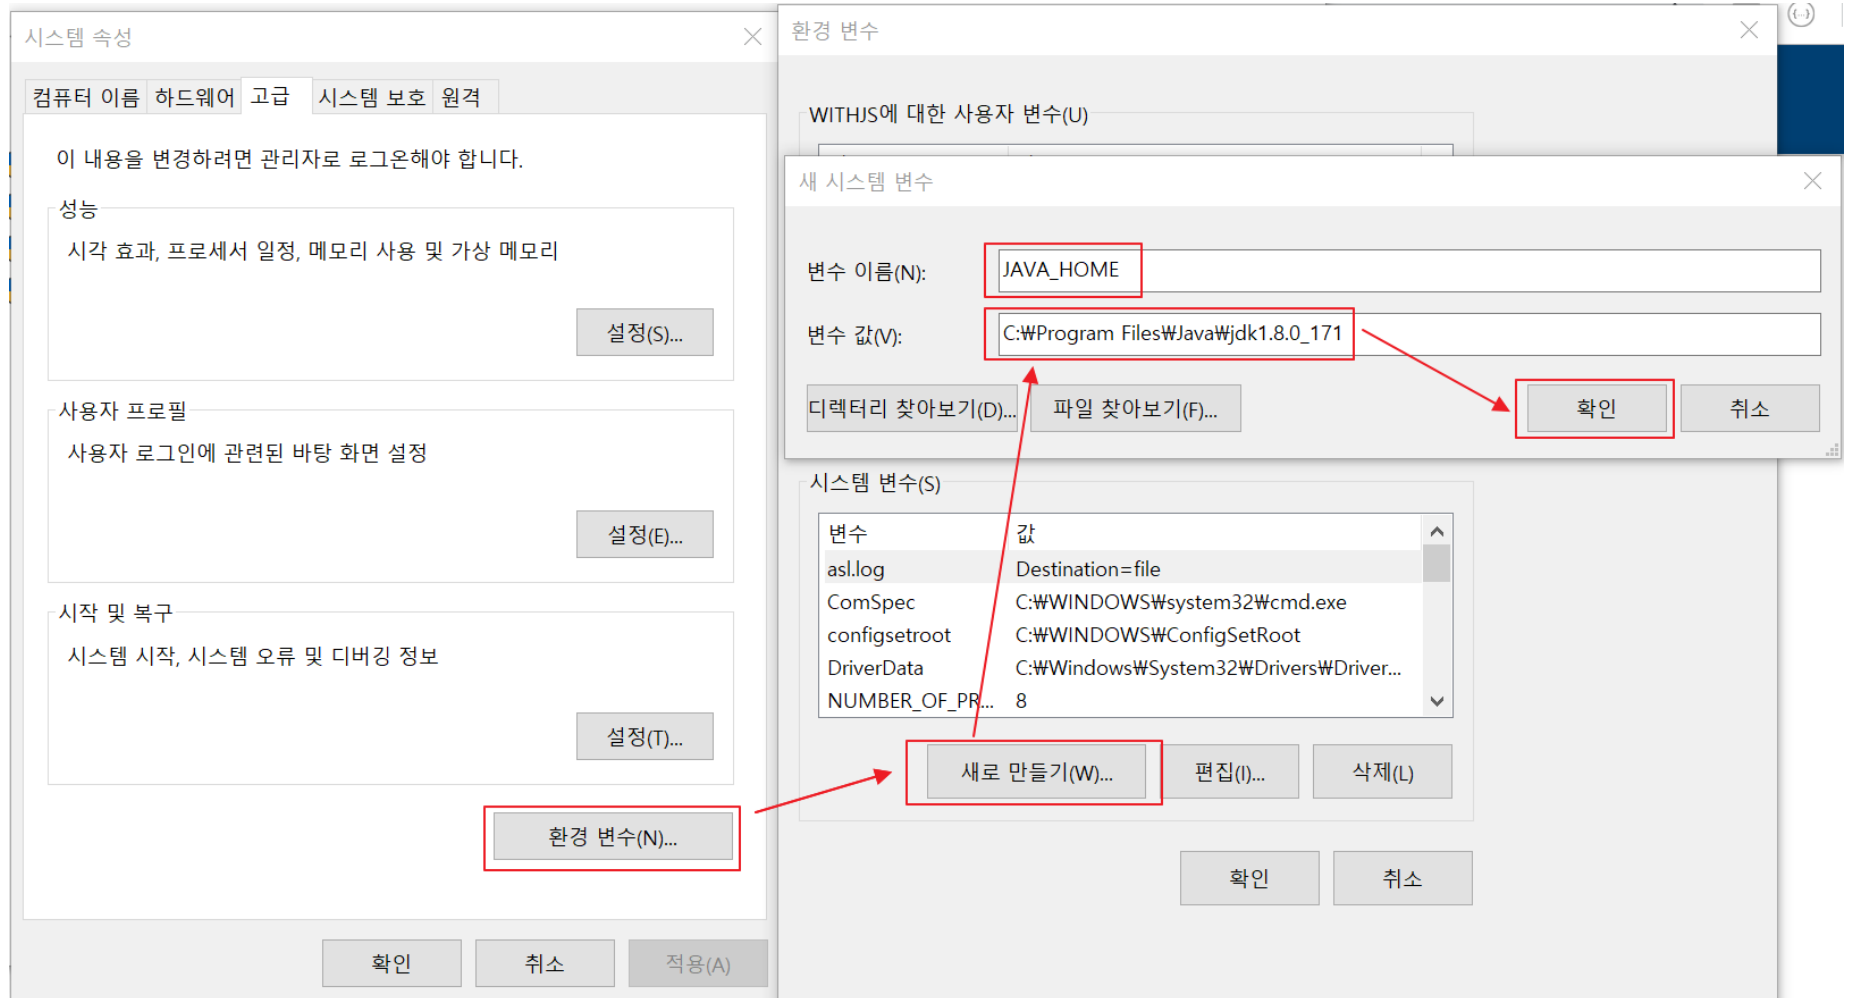 시스템 속성
컴퓨터 이름 하드웨어 고급 시스템 보호 원격
이 내용을 변경하려면 관리자로 로그온해야 합니다.
성능
시각 효과, 프로세서 일정, 메모리 사용 및 가상 메모리
설정(S)...
사용자 프로필
사용자 로그인에 관련된 바탕 화면 설정
설정(E)...
시작 및 복구
시스템 시작, 시스템 오류 및 디버깅 정보
설정(T)...
환경 변수(N)...
확인 취소 적용(A)
환경 변수
WITHJS에 대한 사용자 변수(U)
새 시스템 변수
변수 이름(N): JAVA_HOME
변수 값(V): C:₩Program Files₩Java₩jdk1.8.0_171
디렉터리 찾아보기(D)... 파일 찾아보기(F)... 확인 취소
시스템 변수(S)
변수 값
asl.log Destination=file
ComSpec C:₩WINDOWS₩system32₩cmd.exe
configsetroot C:₩WINDOWS₩ConfigSetRoot
DriverData C:₩Windows₩System32₩Drivers₩Driver...
NUMBER_OF_PR... 8
새로 만들기(W)... 편집(I)... 삭제(L)
확인 취소